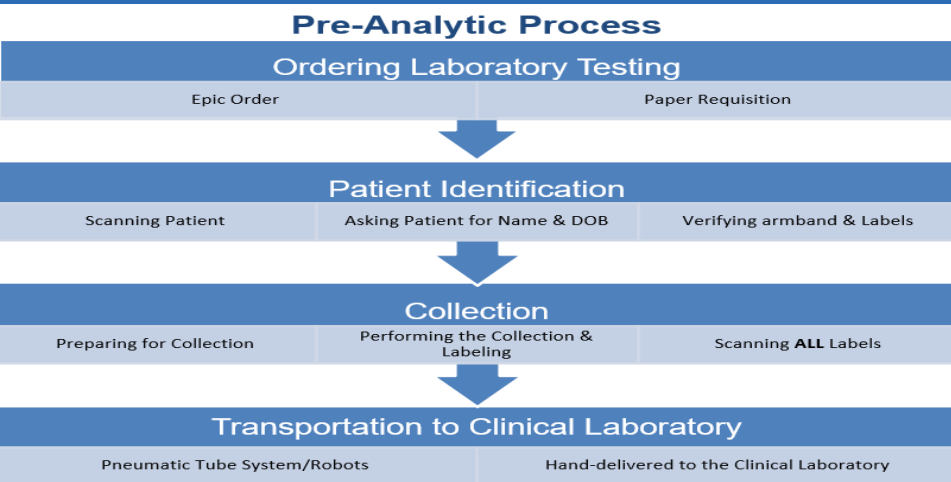 Pre-Analytic Process
Ordering Laboratory Testing
Epic Order
Paper Requisition
Patient Identification
Scanning Patient
Asking Patient for Name & DOB
Verifying armband & Labels
Collection
Preparing for Collection
Performing the Collection &
Labeling
Scanning ALL Labels
Transportation to Clinical Laboratory
Pneumatic Tube System/Robots
Hand-delivered to the Clinical Laboratory